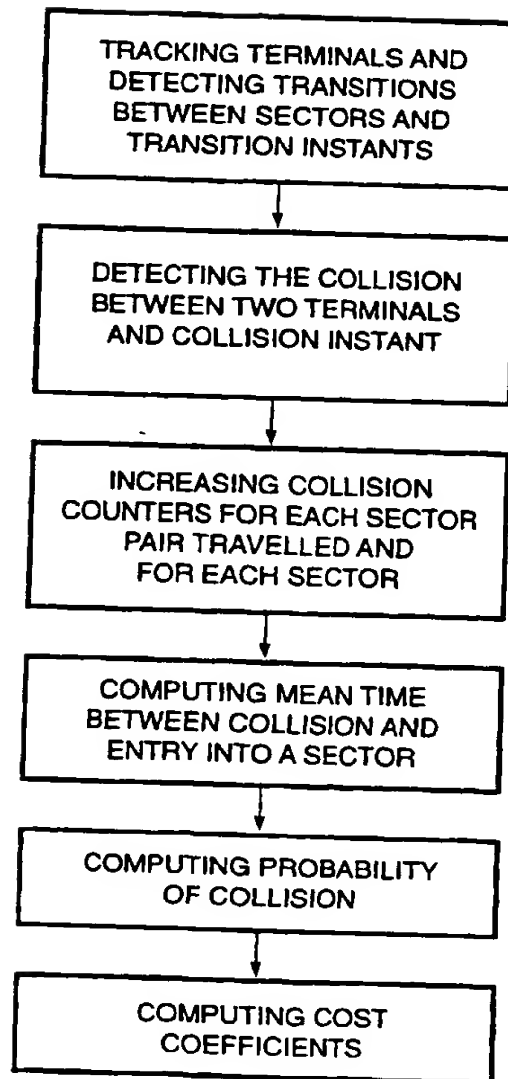 TRACKING TERMINALS AND
DETECTING TRANSITIONS
BETWEEN SECTORS AND
TRANSITION INSTANTS
DETECTING THE COLLISION
BETWEEN TWO TERMINALS
AND COLLISION INSTANT
INCREASING COLLISION
COUNTERS FOR EACH SECTOR
PAIR TRAVELLED AND
FOR EACH SECTOR
COMPUTING MEAN TIME
BETWEEN COLLISION AND
ENTRY INTO A SECTOR
COMPUTING PROBABILITY
OF COLLISION
COMPUTING COST
COEFFICIENTS